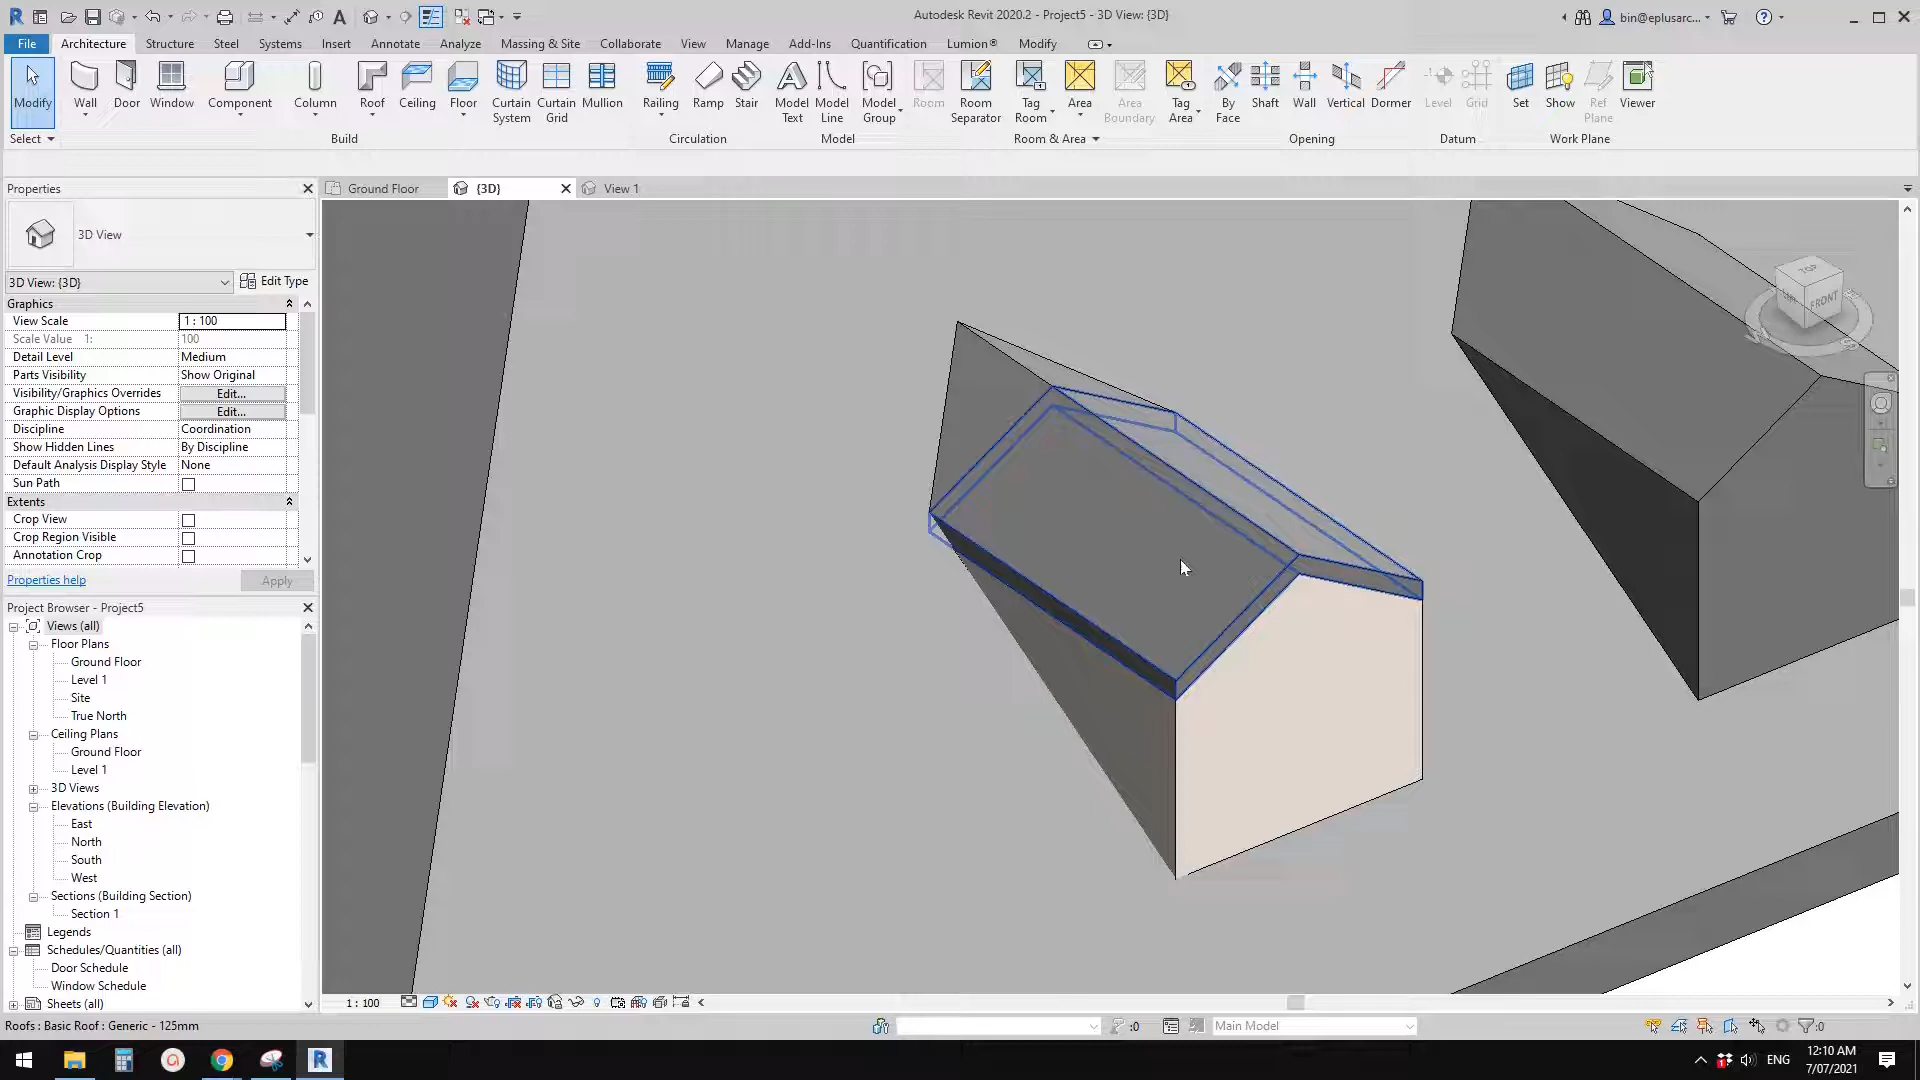 Autodesk Revit 2020.2 - Project5 - 3D View: {3D}
bin@eplusarc...
File Architecture Structure Steel Systems Insert Annotate Analyze Massing & Site Collaborate View Manage Add-Ins Quantification Lumion® Modify
Modify Wall Door Window Component Column Roof Ceiling Floor Curtain System Curtain Grid Mullion Railing Ramp Stair Model Text Model Line Model Group Room Room Separator Tag Room Area Area Boundary Tag Area By Face Shaft Wall Vertical Dormer Level Grid Set Show Ref Plane Viewer
Select Build Circulation Model Room & Area Opening Datum Work Plane
Properties
Ground Floor {3D} View 1
3D View
3D View: {3D} Edit Type
Graphics
View Scale 1 : 100
Scale Value 1: 100
Detail Level Medium
Parts Visibility Show Original
Visibility/Graphics Overrides Edit...
Graphic Display Options Edit...
Discipline Coordination
Show Hidden Lines By Discipline
Default Analysis Display Style None
Sun Path
Extents
Crop View
Crop Region Visible
Annotation Crop
Properties help Apply
Project Browser - Project5
Views (all)
Floor Plans
Ground Floor
Level 1
Site
True North
Ceiling Plans
Ground Floor
Level 1
3D Views
Elevations (Building Elevation)
East
North
South
West
Sections (Building Section)
Section 1
Legends
Schedules/Quantities (all)
Door Schedule
Window Schedule
Sheets (all)
TOP
FRONT
1 : 100
Roofs : Basic Roof : Generic - 125mm
:0
Main Model
:0
ENG
12:10 AM
7/07/2021